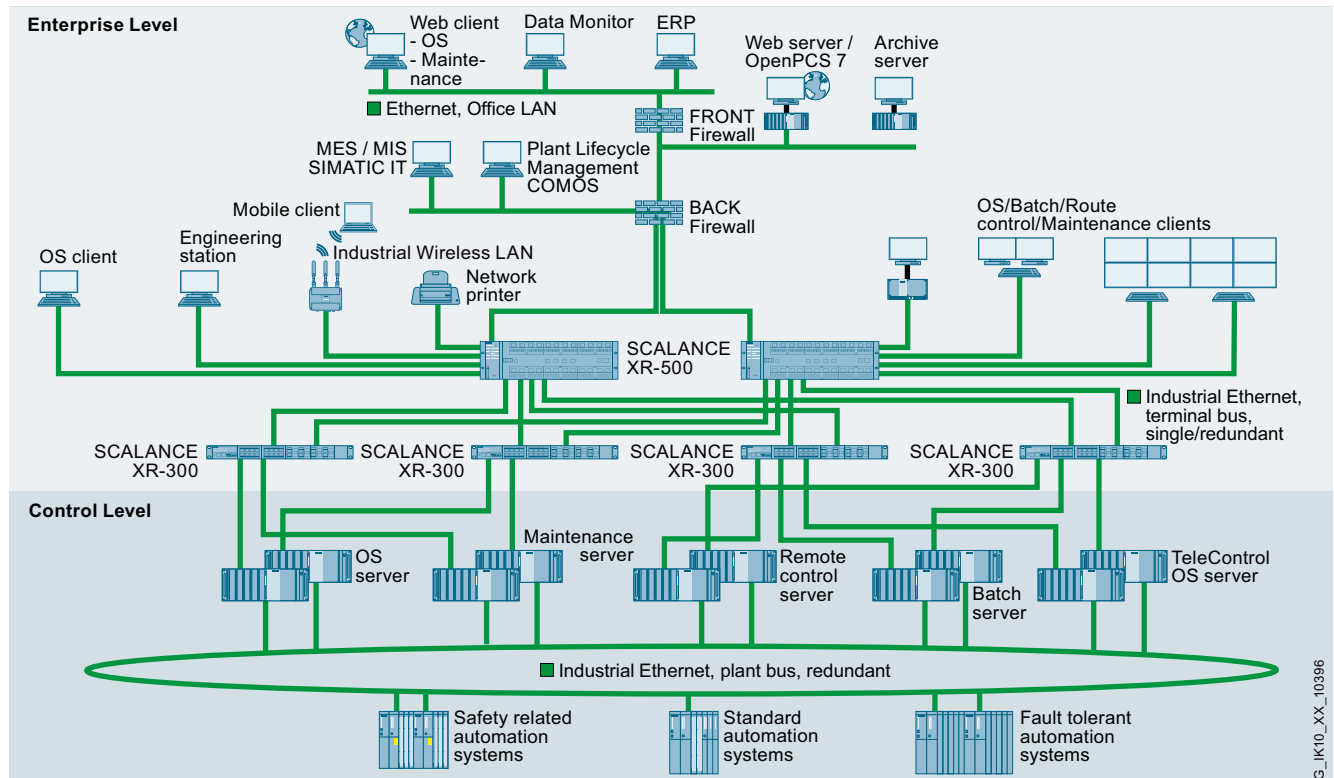 Enterprise Level
Web client
- OS
- Mainte-
nance
Data Monitor
ERP
Web server /
OpenPCS 7
Archive
server
Ethernet, Office LAN
FRONT
Firewall
MES / MIS
SIMATIC IT
Plant Lifecycle
Management
COMOS
BACK
Firewall
Mobile client
OS/Batch/Route
control/Maintenance clients
OS client
Engineering
station
Industrial Wireless LAN
Network
printer
SCALANCE
XR-500
Industrial Ethernet,
terminal bus,
single/redundant
SCALANCE
XR-300
SCALANCE
XR-300
SCALANCE
XR-300
SCALANCE
XR-300
Control Level
OS
server
Maintenance
server
Remote
control
server
Batch
server
TeleControl
OS server
Industrial Ethernet, plant bus, redundant
Safety related
automation
systems
Standard
automation
systems
Fault tolerant
automation
systems
G_IK10_XX_10396